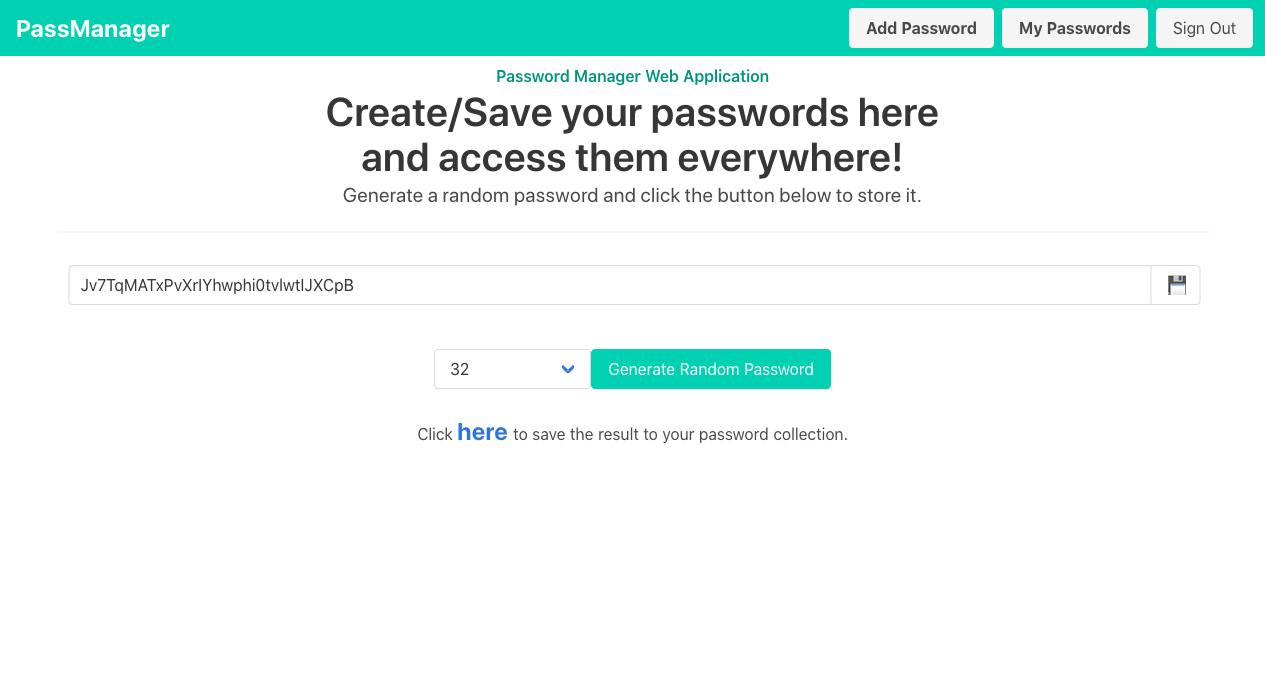 PassManager
Add Password
My Passwords
Sign Out
Password Manager Web Application
Create/Save your passwords here
and access them everywhere!
Generate a random password and click the button below to store it.
Jv7TqMATxPvXrIYhwphi0tvlwtIJXCpB
32
Generate Random Password
Click here to save the result to your password collection.